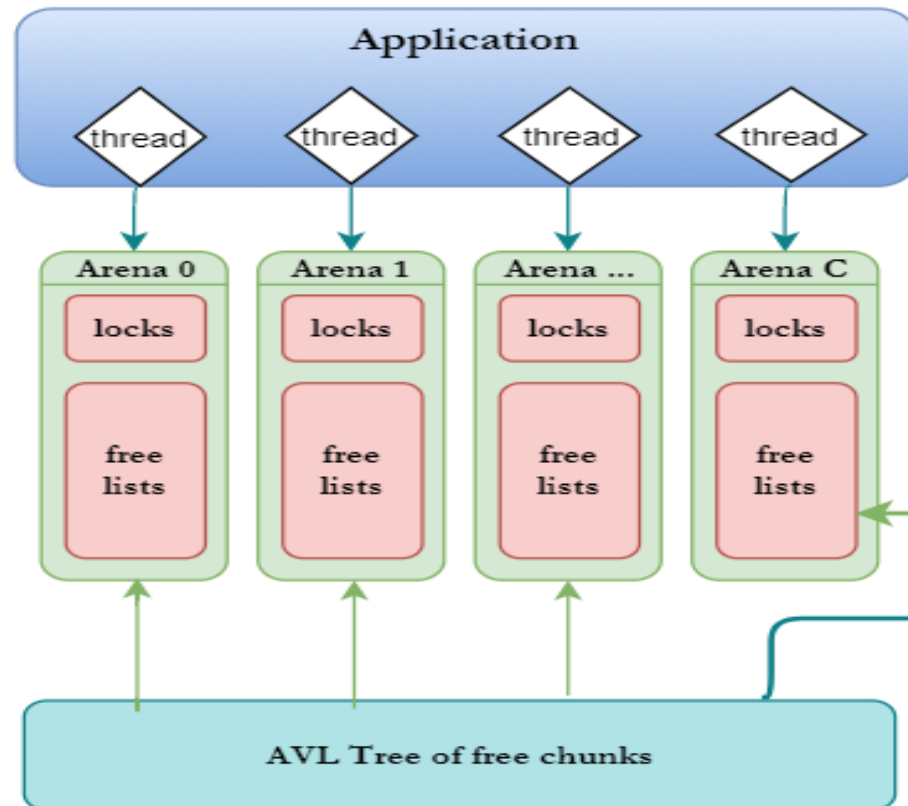 Application
thread
thread
thread
thread
Arena 0
Arena 1
Arena ...
Arena C
locks
locks
locks
locks
free
lists
free
lists
free
lists
free
lists
AVL Tree of free chunks